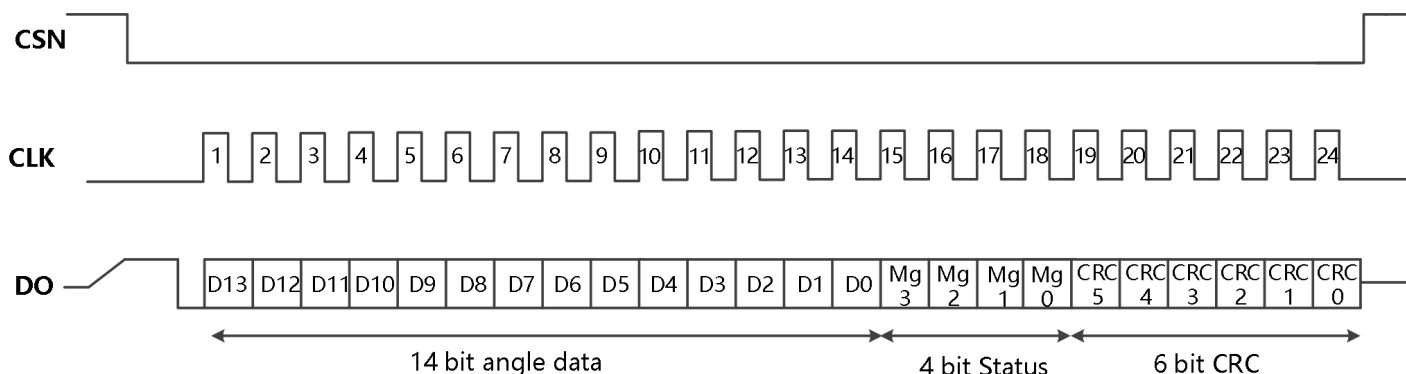 CSN
CLK 1 2 3 4 5 6 7 8 9 10 11 12 13 14 15 16 17 18 19 20 21 22 23 24
DO D13 D12 D11 D10 D9 D8 D7 D6 D5 D4 D3 D2 D1 D0 Mg Mg Mg Mg CRC CRC CRC CRC CRC CRC
3 2 1 0 5 4 3 2 1 0
14 bit angle data 4 bit Status 6 bit CRC